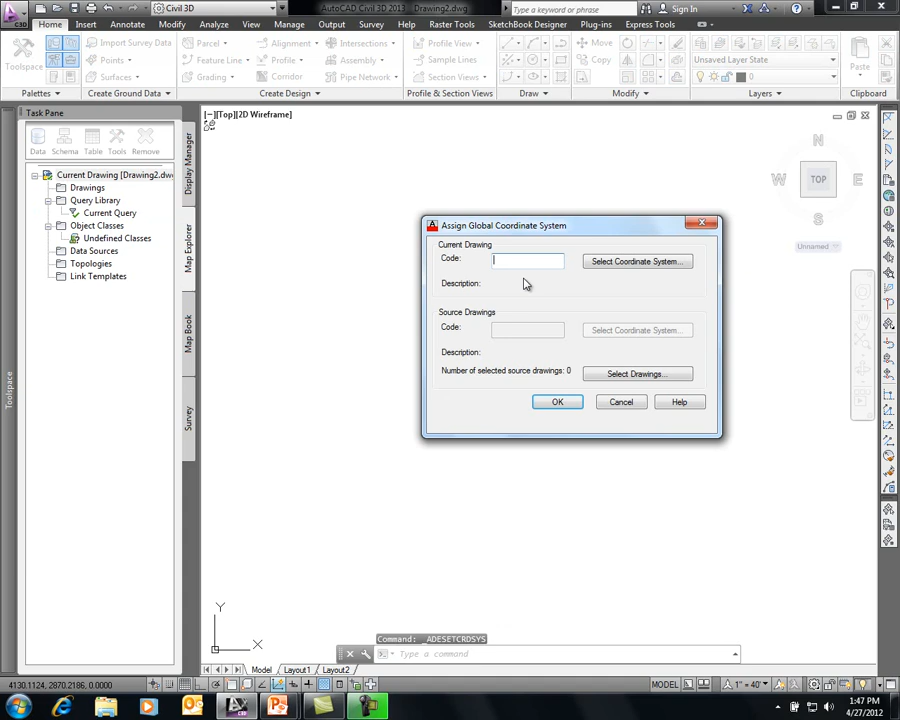 Civil 3D
AutoCAD Civil 3D 2013 - Drawing2.dwg
Type a keyword or phrase
Sign In
C3D
Home Insert Annotate Modify Analyze View Manage Output Survey Raster Tools SketchBook Designer Plug-ins Express Tools
Toolspace
Import Survey Data
Points
Surfaces
Parcel
Feature Line
Grading
Alignment
Profile
Corridor
Intersections
Assembly
Pipe Network
Profile View
Sample Lines
Section Views
Move
Copy
Unsaved Layer State
0
Paste
Palettes
Create Ground Data
Create Design
Profile & Section Views
Draw
Modify
Layers
Clipboard
Task Pane
Data Schema Table Tools Remove
Current Drawing [Drawing2.dw
Drawings
Query Library
Current Query
Object Classes
Undefined Classes
Data Sources
Topologies
Link Templates
Display Manager
Map Explorer
Map Book
Survey
Toolspace
[−][Top][2D Wireframe]
N
W TOP E
S
Unnamed
Assign Global Coordinate System
Current Drawing
Code:
Select Coordinate System...
Description:
Source Drawings
Code:
Select Coordinate System...
Description:
Number of selected source drawings: 0
Select Drawings...
OK Cancel Help
Y
X
Command: _ADESETCRDSYS
Type a command
Model Layout1 Layout2
4130.1124, 2870.2186, 0.0000
MODEL
1" = 40'
1:47 PM
4/27/2012